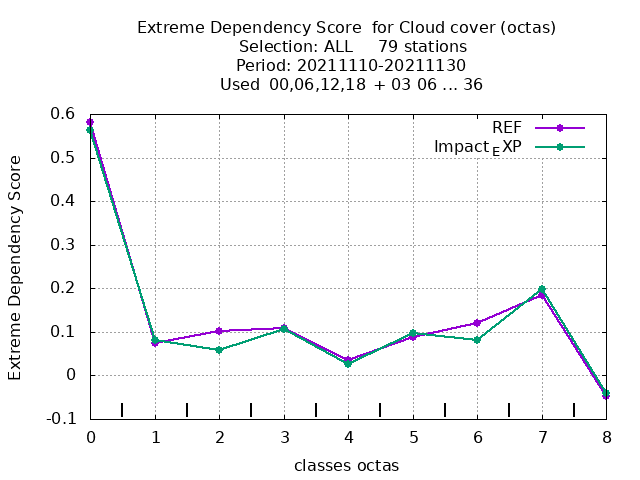 Extreme Dependency Score  for Cloud cover (octas)
Selection: ALL     79 stations
Period: 20211110-20211130
Used  00,06,12,18  + 03 06 ... 36
REF
Impact_EXP
Extreme Dependency Score
0.6
0.5
0.4
0.3
0.2
0.1
0
-0.1
0 1 2 3 4 5 6 7 8
classes octas